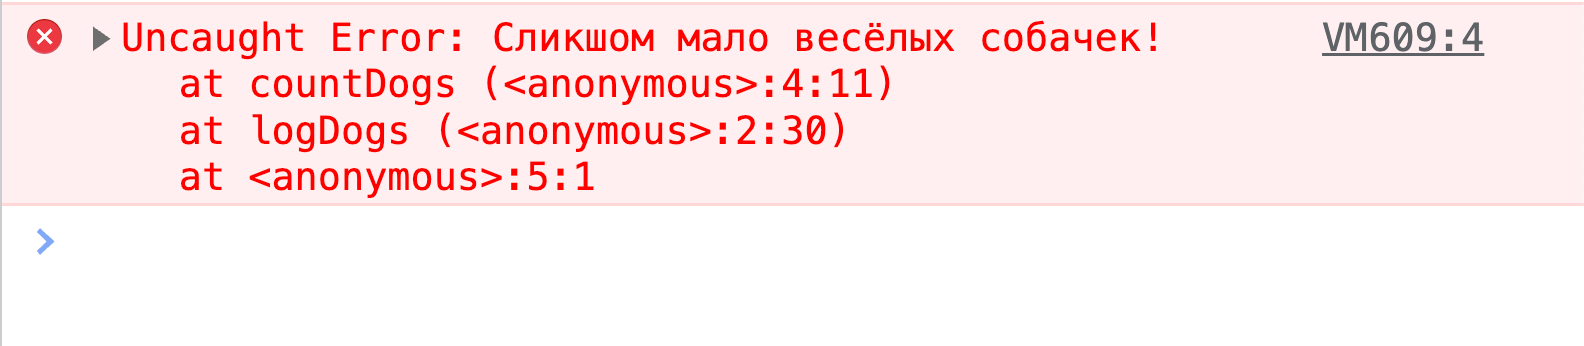 Uncaught Error: Сликшом мало весёлых собачек! VM609:4
at countDogs (<anonymous>:4:11)
at logDogs (<anonymous>:2:30)
at <anonymous>:5:1